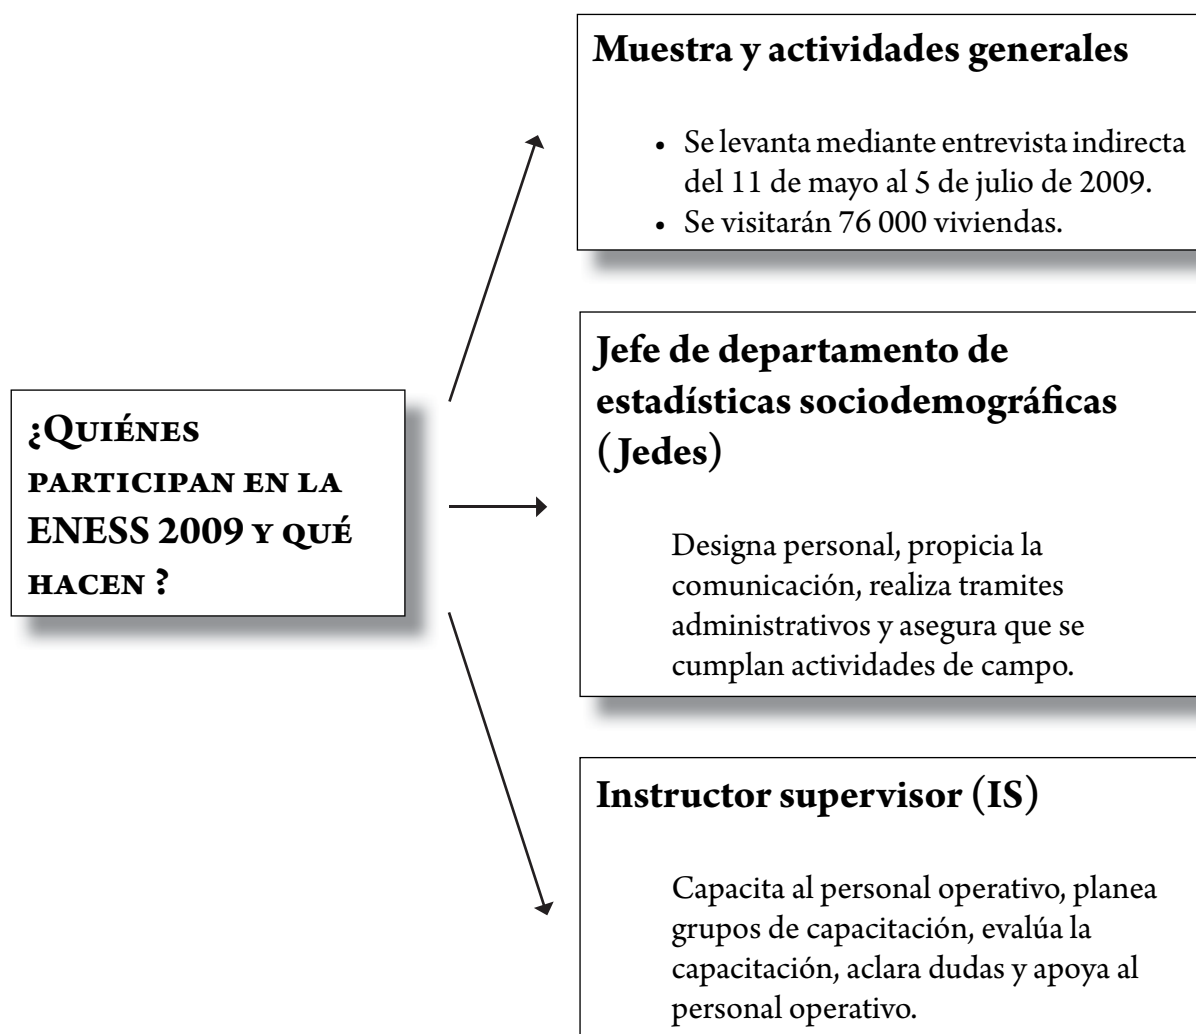 Muestra y actividades generales
• Se levanta mediante entrevista indirecta
del 11 de mayo al 5 de julio de 2009.
• Se visitarán 76 000 viviendas.
¿Quiénes
participan en la
ENESS 2009 y qué
hacen ?
Jefe de departamento de
estadísticas sociodemográficas
(Jedes)
Designa personal, propicia la
comunicación, realiza tramites
administrativos y asegura que se
cumplan actividades de campo.
Instructor supervisor (IS)
Capacita al personal operativo, planea
grupos de capacitación, evalúa la
capacitación, aclara dudas y apoya al
personal operativo.